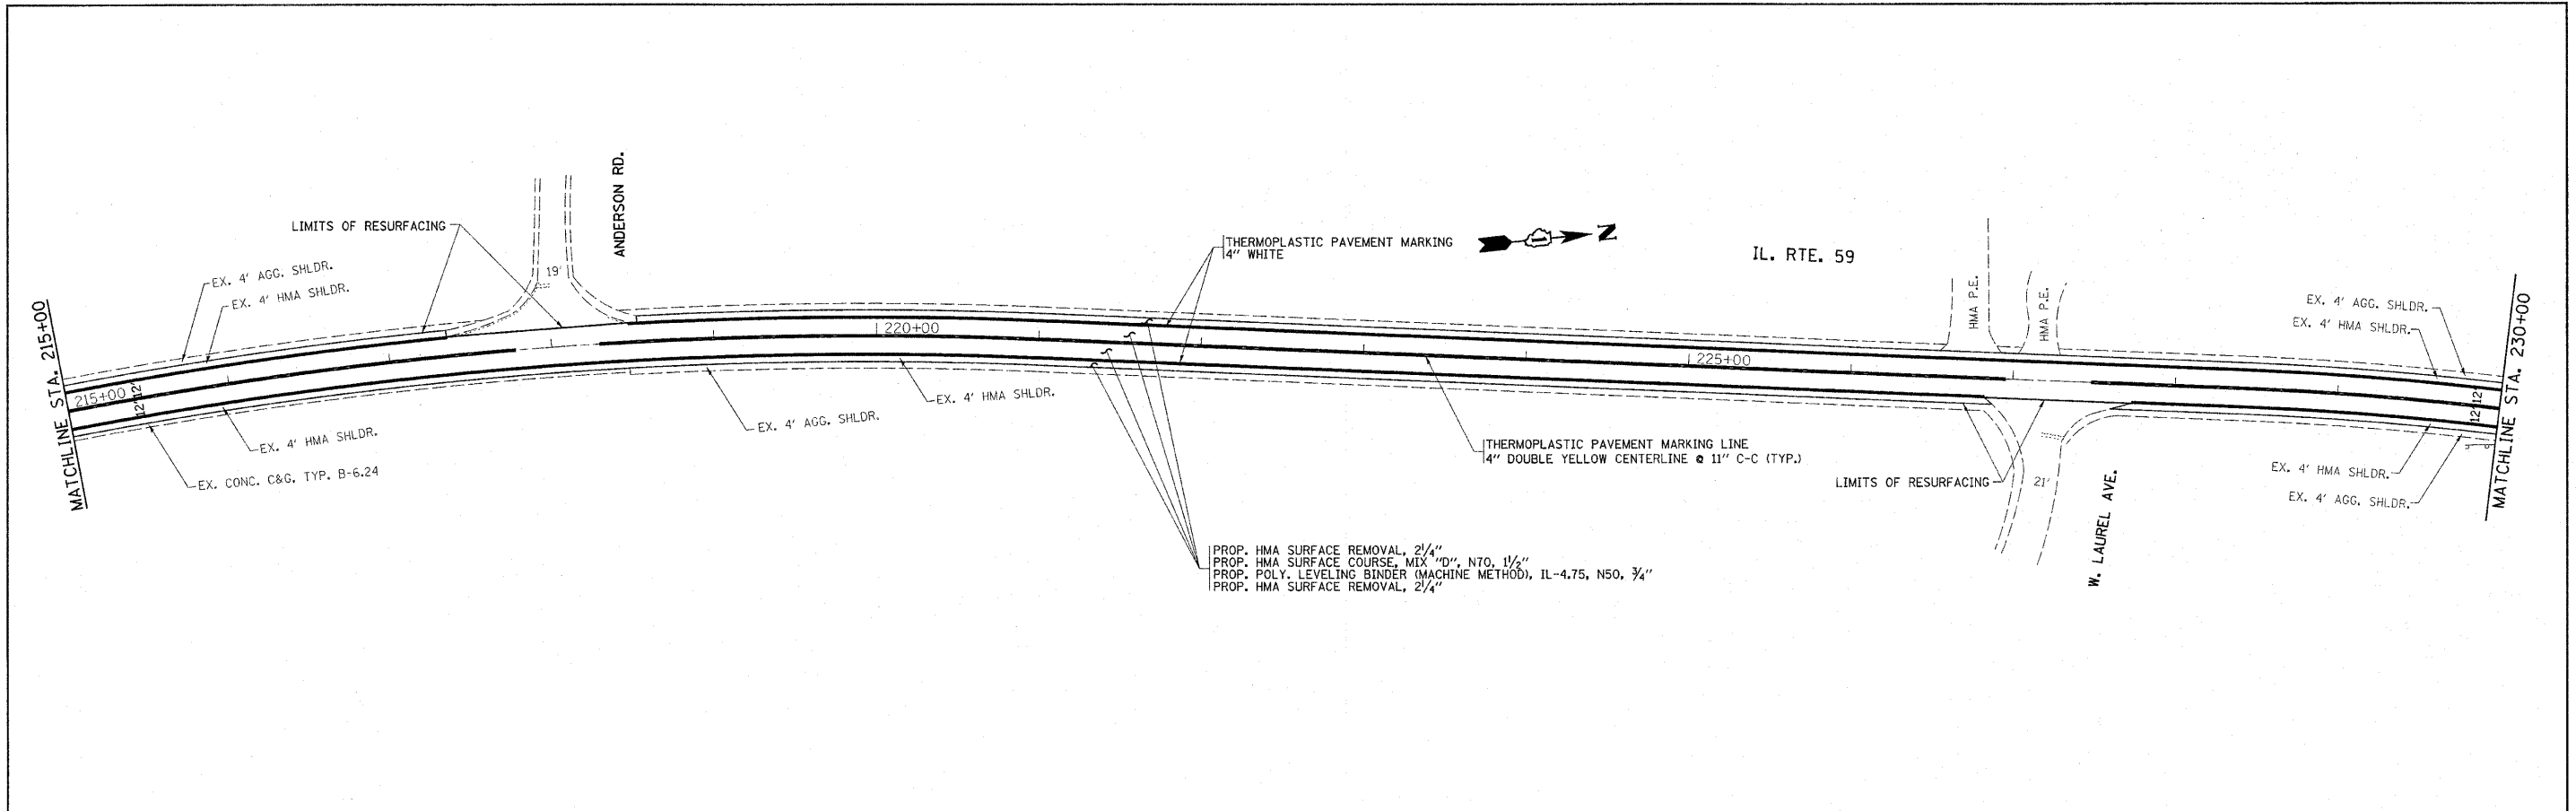 ANDERSON RD.
LIMITS OF RESURFACING
THERMOPLASTIC PAVEMENT MARKING
4" WHITE
N
IL. RTE. 59
EX. 4' AGG. SHLDR.
EX. 4' HMA SHLDR.
19'
HMA P.E.
HMA P.E.
EX. 4' AGG. SHLDR.
EX. 4' HMA SHLDR.
MATCHLINE STA. 215+00
215+00
12'
12'
220+00
225+00
12'
12'
MATCHLINE STA. 230+00
EX. 4' HMA SHLDR.
EX. CONC. C&G, TYP. B-6.24
EX. 4' AGG. SHLDR.
EX. 4' HMA SHLDR.
THERMOPLASTIC PAVEMENT MARKING LINE
4" DOUBLE YELLOW CENTERLINE @ 11" C-C (TYP.)
LIMITS OF RESURFACING
21'
W. LAUREL AVE.
EX. 4' HMA SHLDR.
EX. 4' AGG. SHLDR.
PROP. HMA SURFACE REMOVAL, 2 1/4"
PROP. HMA SURFACE COURSE, MIX "D", N70, 1 1/2"
PROP. POLY. LEVELING BINDER (MACHINE METHOD), IL-4.75, N50, 3/4"
PROP. HMA SURFACE REMOVAL, 2 1/4"